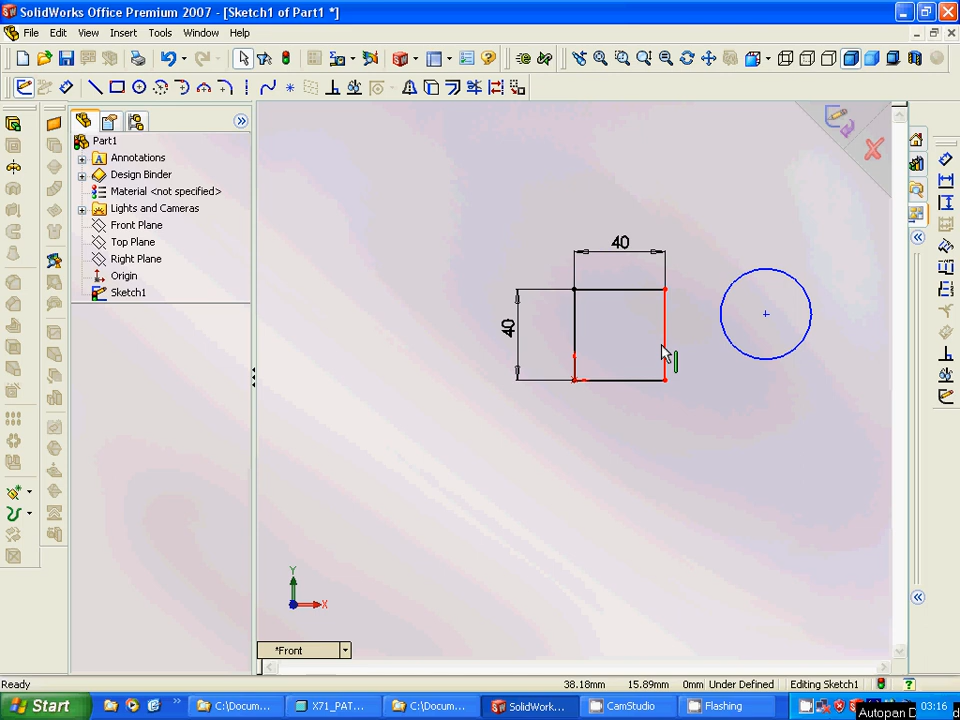 SolidWorks Office Premium 2007 - [Sketch1 of Part1 *]
File Edit View Insert Tools Window Help
Part1
Annotations
Design Binder
Material <not specified>
Lights and Cameras
Front Plane
Top Plane
Right Plane
Origin
Sketch1
40
40
Y
X
*Front
Ready 38.18mm 15.89mm 0mm Under Defined Editing Sketch1
Start C:\Docum... X71_PAT... C:\Docum... SolidWork... CamStudio Flashing 03:16
Autopan D